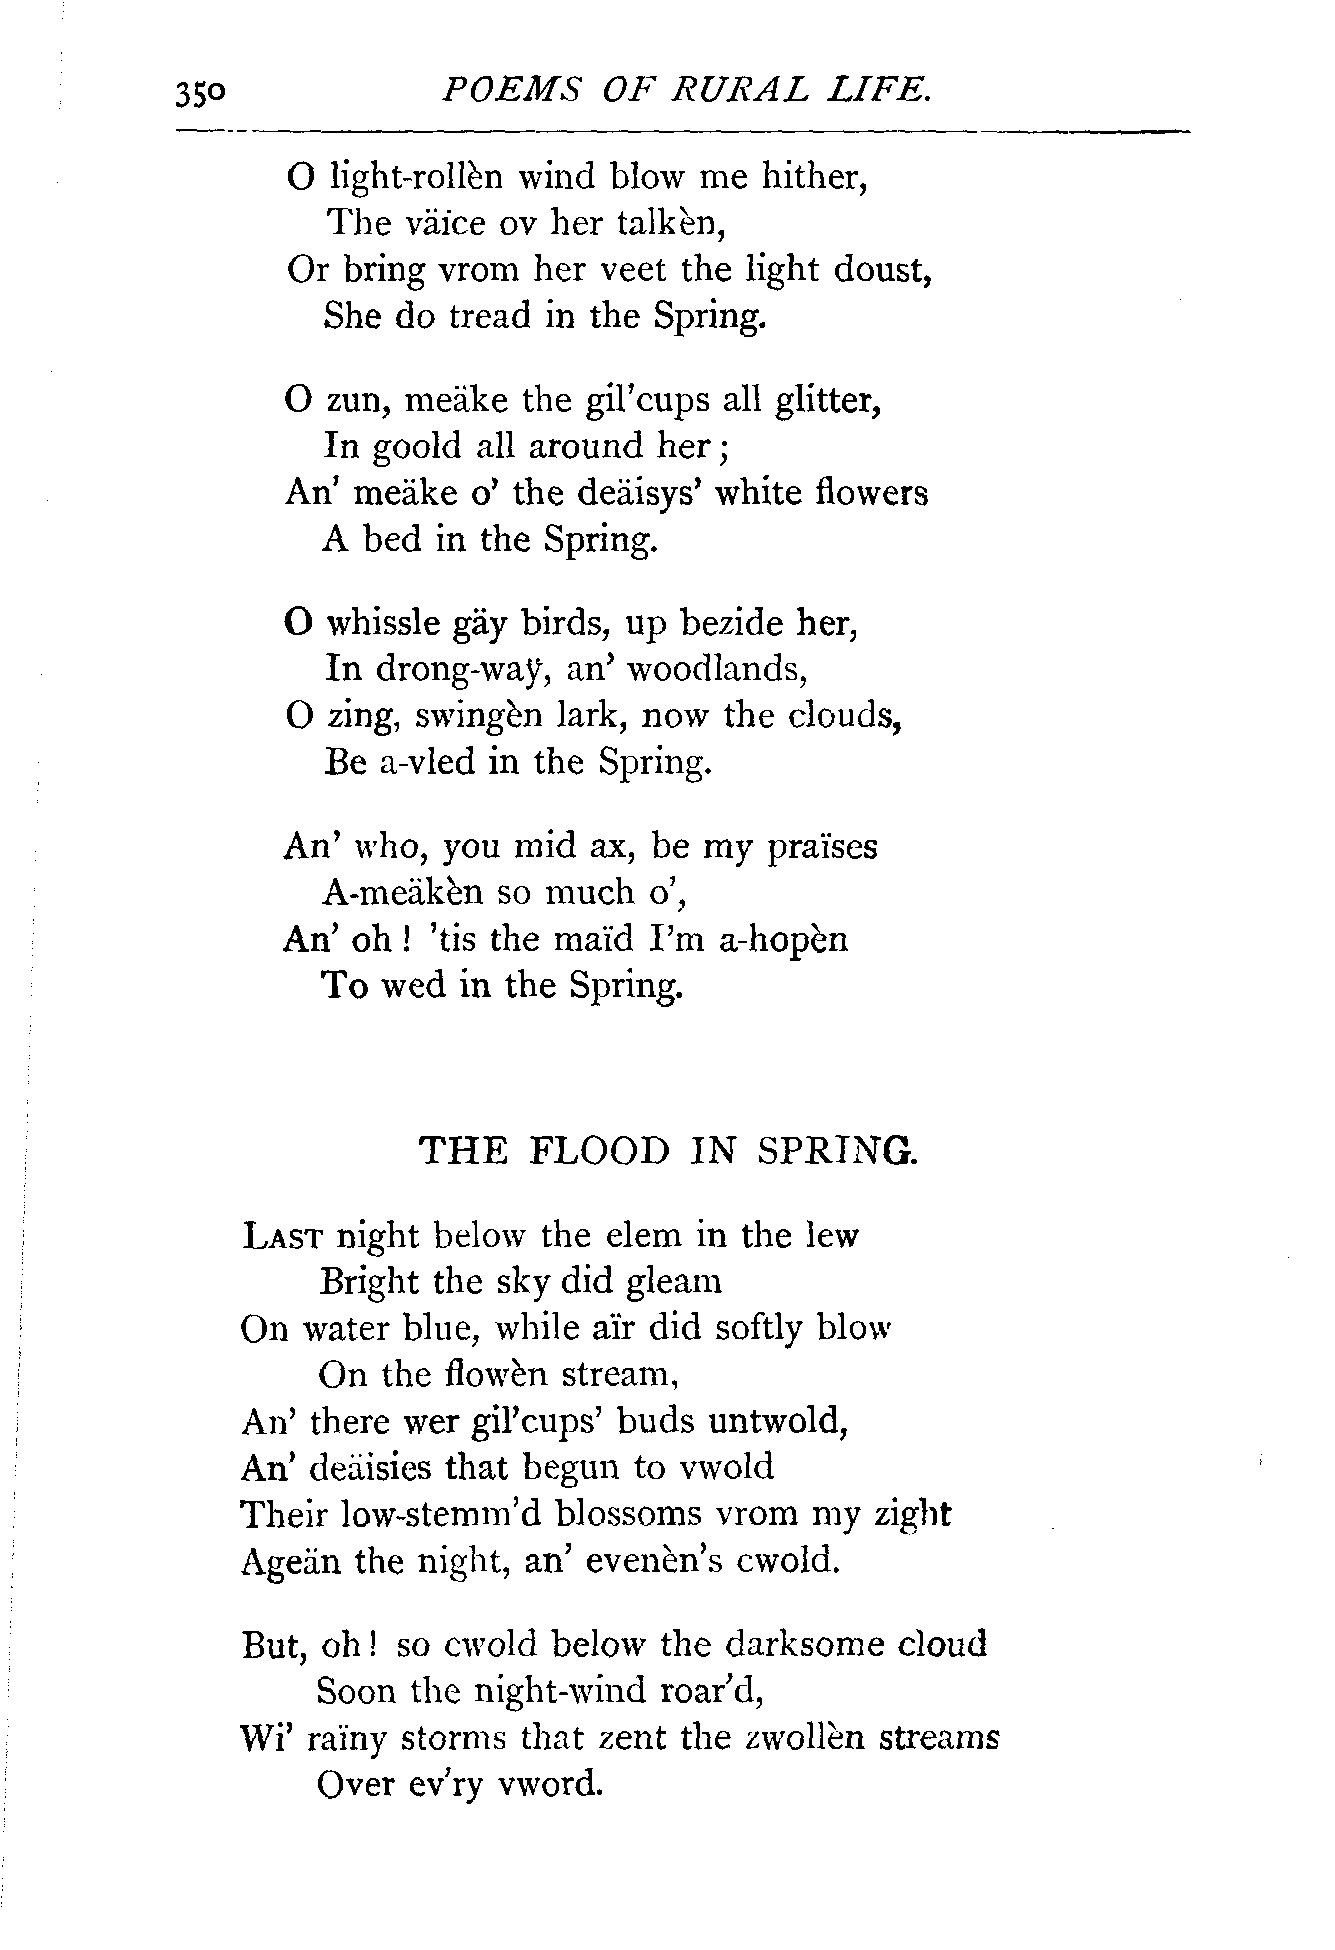 350 POEMS OF RURAL LIFE.
O light-rollèn wind blow me hither,
The väïce ov her talkèn,
Or bring vrom her veet the light doust,
She do tread in the Spring.
O zun, meäke the gil'cups all glitter,
In goold all around her;
An' meäke o' the deäisys' white flowers
A bed in the Spring.
O whissle gäy birds, up bezide her,
In drong-waÿ, an' woodlands,
O zing, swingèn lark, now the clouds,
Be a-vled in the Spring.
An' who, you mid ax, be my praïses
A-meäkèn so much o',
An' oh! 'tis the maïd I'm a-hopèn
To wed in the Spring.
THE FLOOD IN SPRING.
LAST night below the elem in the lew
Bright the sky did gleam
On water blue, while aïr did softly blow
On the flowèn stream,
An' there wer gil'cups' buds untwold,
An' deäisies that begun to vwold
Their low-stemm'd blossoms vrom my zight
Ageän the night, an' evenèn's cwold.
But, oh! so cwold below the darksome cloud
Soon the night-wind roar'd,
Wi' raïny storms that zent the zwollèn streams
Over ev'ry vword.